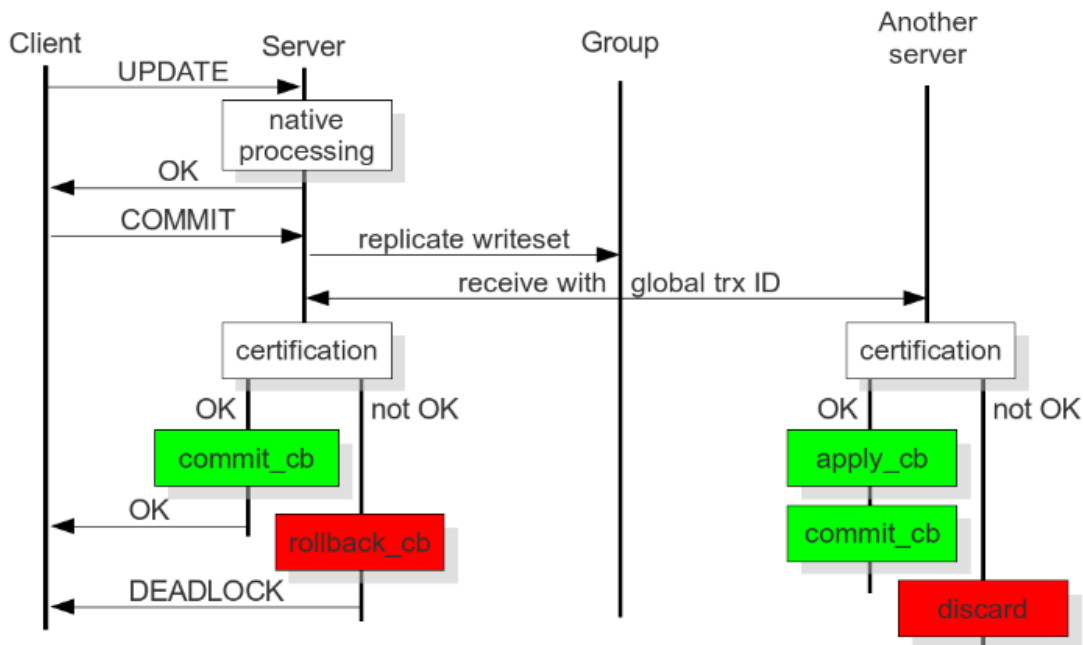 Client
Server
Group
Another
server
UPDATE
native
processing
OK
COMMIT
replicate writeset
receive with global trx ID
certification
certification
OK
not OK
OK
not OK
commit_cb
apply_cb
OK
rollback_cb
commit_cb
DEADLOCK
discard